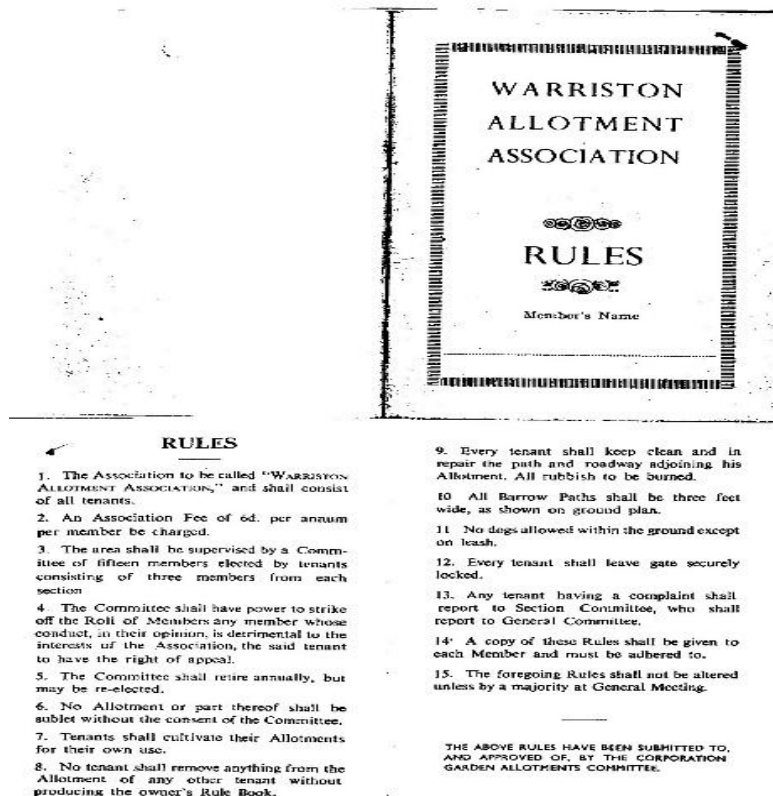 WARRISTON
ALLOTMENT
ASSOCIATION
RULES
Member's Name
RULES
1. The Association to be called "WARRISTON
ALLOTMENT ASSOCIATION," and shall consist
of all tenants.
2. An Association Fee of 6d. per annum
per member be charged.
3. The area shall be supervised by a Comm-
ittee of fifteen members elected by tenants
consisting of three members from each
section
4. The Committee shall have power to strike
off the Roll of Members any member whose
conduct, in their opinion, is detrimental to the
interests of the Association, the said tenant
to have the right of appeal.
5. The Committee shall retire annually, but
may be re-elected.
6. No Allotment or part thereof shall be
sublet without the consent of the Committee.
7. Tenants shall cultivate their Allotments
for their own use.
8. No tenant shall remove anything from the
Allotment of any other tenant without
producing the owner's Rule Book.
9. Every tenant shall keep clean and in
repair the path and roadway adjoining his
Allotment. All rubbish to be burned.
10 All Barrow Paths shall be three feet
wide, as shown on ground plan.
11 No dogs allowed within the ground except
on leash.
12. Every tenant shall leave gate securely
locked.
13. Any tenant having a complaint shall
report to Section Committee, who shall
report to General Committee.
14· A copy of these Rules shall be given to
each Member and must be adhered to.
15. The foregoing Rules shall not be altered
unless by a majority at General Meeting.
THE ABOVE RULES HAVE BEEN SUBMITTED TO,
AND APPROVED OF, BY THE CORPORATION
GARDEN ALLOTMENTS COMMITTEE.